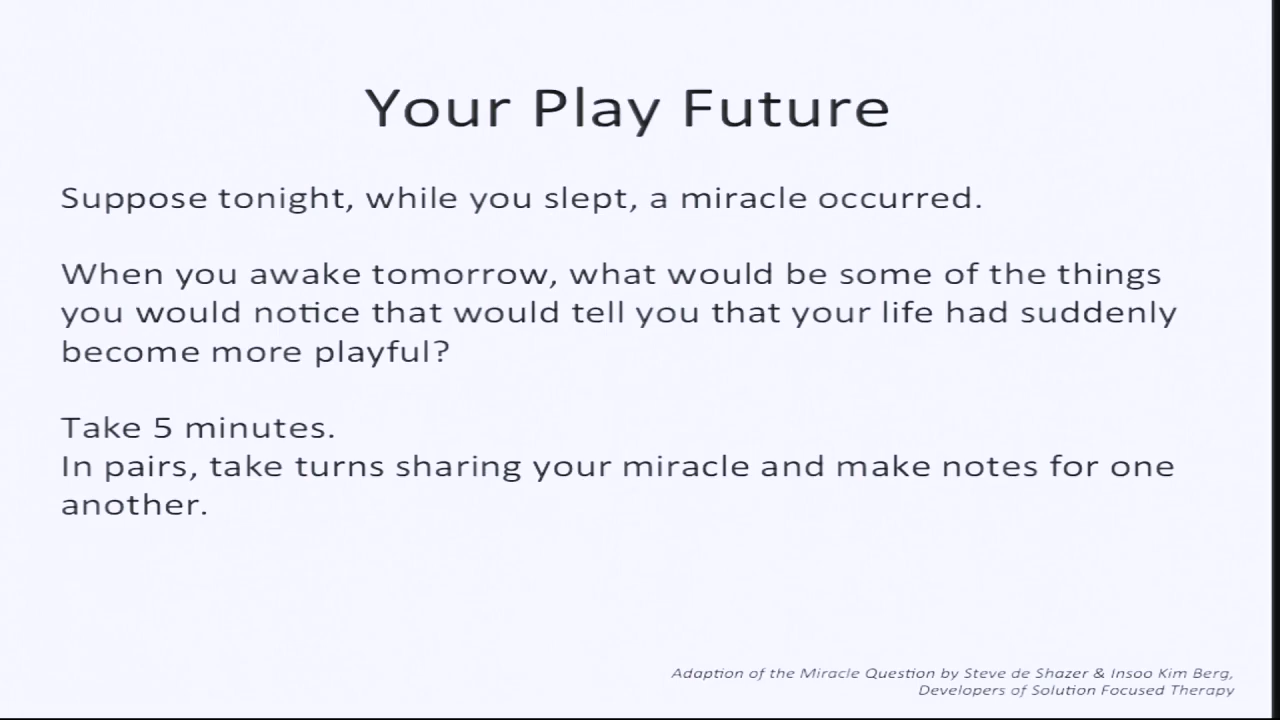 Your Play Future
Suppose tonight, while you slept, a miracle occurred.
When you awake tomorrow, what would be some of the things
you would notice that would tell you that your life had suddenly
become more playful?
Take 5 minutes.
In pairs, take turns sharing your miracle and make notes for one
another.
Adaption of the Miracle Question by Steve de Shazer & Insoo Kim Berg,
Developers of Solution Focused Therapy